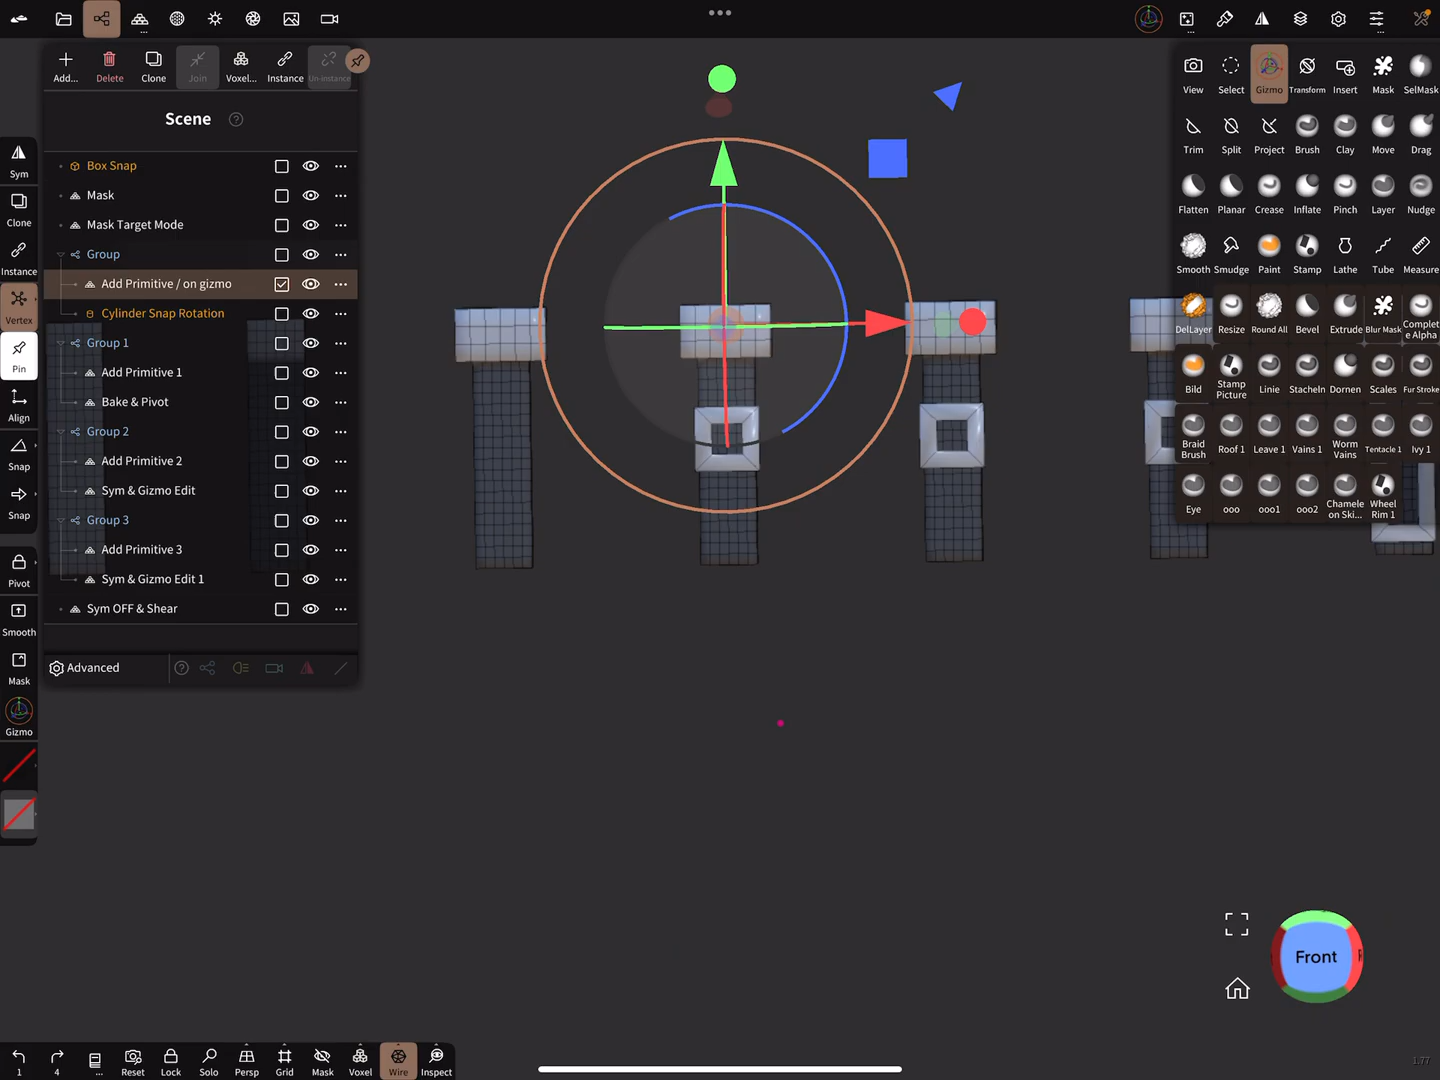 Add...
Delete
Clone
Join
Voxel...
Instance
Un-Instance
Scene
?
Box Snap
Mask
Mask Target Mode
Group
Add Primitive / on gizmo
Cylinder Snap Rotation
Group 1
Add Primitive 1
Bake & Pivot
Group 2
Add Primitive 2
Sym & Gizmo Edit
Group 3
Add Primitive 3
Sym & Gizmo Edit 1
Sym OFF & Shear
Advanced
?
Sym
Clone
Instance
Vertex
Pin
Align
Snap
Snap
Pivot
Smooth
Mask
Gizmo
View
Select
Gizmo
Transform
Insert
Mask
SelMask
Trim
Split
Project
Brush
Clay
Move
Drag
Flatten
Planar
Crease
Inflate
Pinch
Layer
Nudge
Smooth
Smudge
Paint
Stamp
Lathe
Tube
Measure
DelLayer
Resize
Round All
Bevel
Extrude
Blur Mask
Complet
e Alpha
Bild
Stamp
Picture
Linie
Stacheln
Dornen
Scales
Fur Stroke
Braid
Brush
Roof 1
Leave 1
Vains 1
Worm
Vains
Tentacle 1
Ivy 1
Eye
ooo
ooo1
ooo2
Chamele
on Ski...
Wheel
Rim 1
Front
R
1
4
...
Reset
Lock
Solo
Persp
Grid
Mask
Voxel
Wire
Inspect
1.77